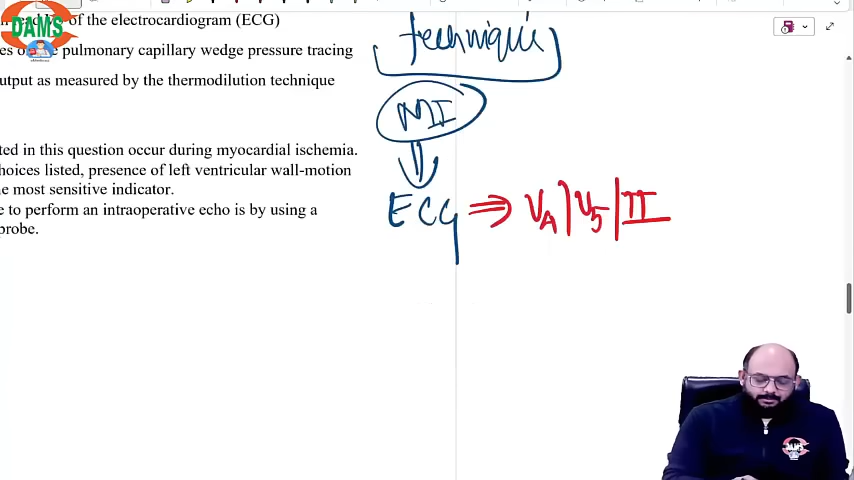 of the electrocardiogram (ECG)
DAMS
pulmonary capillary wedge pressure tracing
utput as measured by the thermodilution technique
ted in this question occur during myocardial ischemia.
hoices listed, presence of left ventricular wall-motion
e most sensitive indicator.
e to perform an intraoperative echo is by using a
probe.
technique
MI
ECG ⇒ V4 | V5 | II